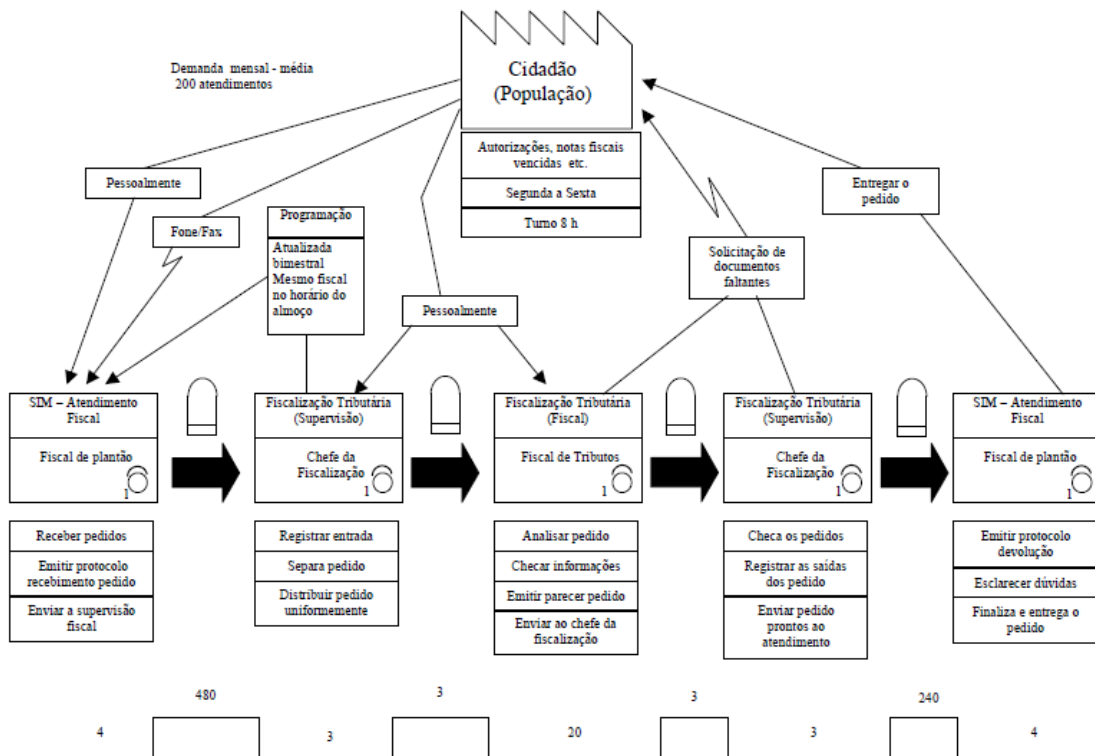 Demanda mensal - média
200 atendimentos
Cidadão
(População)
Autorizações, notas fiscais
vencidas etc.
Segunda a Sexta
Turno 8 h
Pessoalmente
Fone/Fax
Programação
Atualizada
bimestral
Mesmo fiscal
no horário do
almoço
Pessoalmente
Solicitação de
documentos
faltantes
Entregar o
pedido
SIM – Atendimento
Fiscal
Fiscal de plantão
1
Fiscalização Tributária
(Supervisão)
Chefe da
Fiscalização
1
Fiscalização Tributária
(Fiscal)
Fiscal de Tributos
1
Fiscalização Tributária
(Supervisão)
Chefe da
Fiscalização
1
SIM – Atendimento
Fiscal
Fiscal de plantão
1
Receber pedidos
Emitir protocolo
recebimento pedido
Enviar a supervisão
fiscal
Registrar entrada
Separa pedido
Distribuir pedido
uniformemente
Analisar pedido
Checar informações
Emitir parecer pedido
Enviar ao chefe da
fiscalização
Checa os pedidos
Registrar as saídas
dos pedido
Enviar pedido
prontos ao
atendimento
Emitir protocolo
devolução
Esclarecer dúvidas
Finaliza e entrega o
pedido
480
3
3
240
4
3
20
3
4